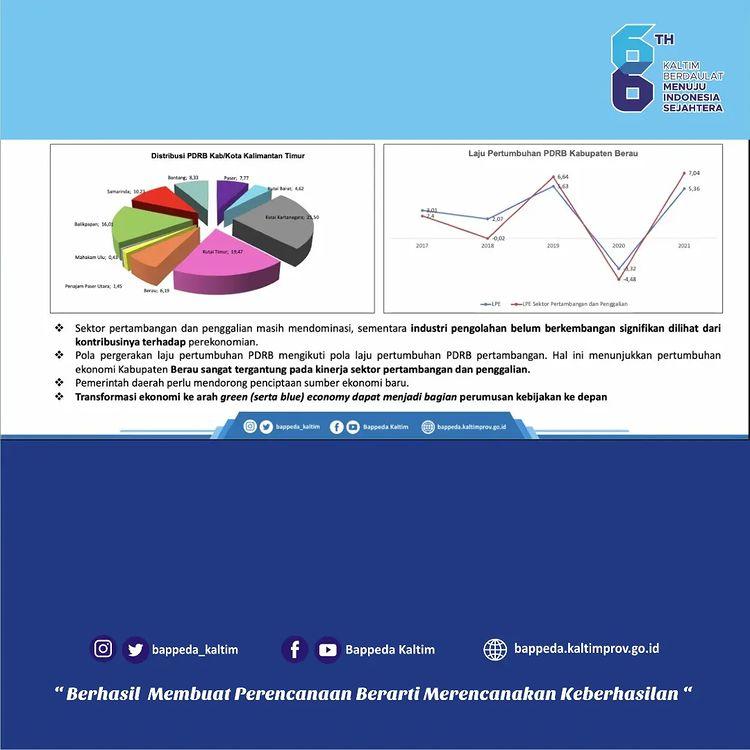 6 TH
8
KALTIM
BERDAULAT
MENUJU
INDONESIA
SEJAHTERA
Distribusi PDRB Kab/Kota Kalimantan Timur
Bontang; 8,33
Paser; 7,77
Samarinda; 10,23
Kutai Barat; 4,62
Balikpapan; 16,01
Kutai Kartanegara; 25,50
Mahakam Ulu; 0,43
Kutai Timur; 19,47
Penajam Paser Utara; 1,45
Berau; 6,19
Laju Pertumbuhan PDRB Kabupaten Berau
6,64
7,04
5,63
5,36
3,01
2,4
2,07
-0,02
2017 2018 2019 2020 2021
-3,32
-4,48
LPE LPE Sektor Pertambangan dan Penggalian
❖ Sektor pertambangan dan penggalian masih mendominasi, sementara industri pengolahan belum berkembangan signifikan dilihat dari
kontribusinya terhadap perekonomian.
❖ Pola pergerakan laju pertumbuhan PDRB mengikuti pola laju pertumbuhan PDRB pertambangan. Hal ini menunjukkan pertumbuhan
ekonomi Kabupaten Berau sangat tergantung pada kinerja sektor pertambangan dan penggalian.
❖ Pemerintah daerah perlu mendorong penciptaan sumber ekonomi baru.
❖ Transformasi ekonomi ke arah green (serta blue) economy dapat menjadi bagian perumusan kebijakan ke depan
bappeda_kaltim Bappeda Kaltim bappeda.kaltimprov.go.id
bappeda_kaltim Bappeda Kaltim bappeda.kaltimprov.go.id
“ Berhasil Membuat Perencanaan Berarti Merencanakan Keberhasilan “